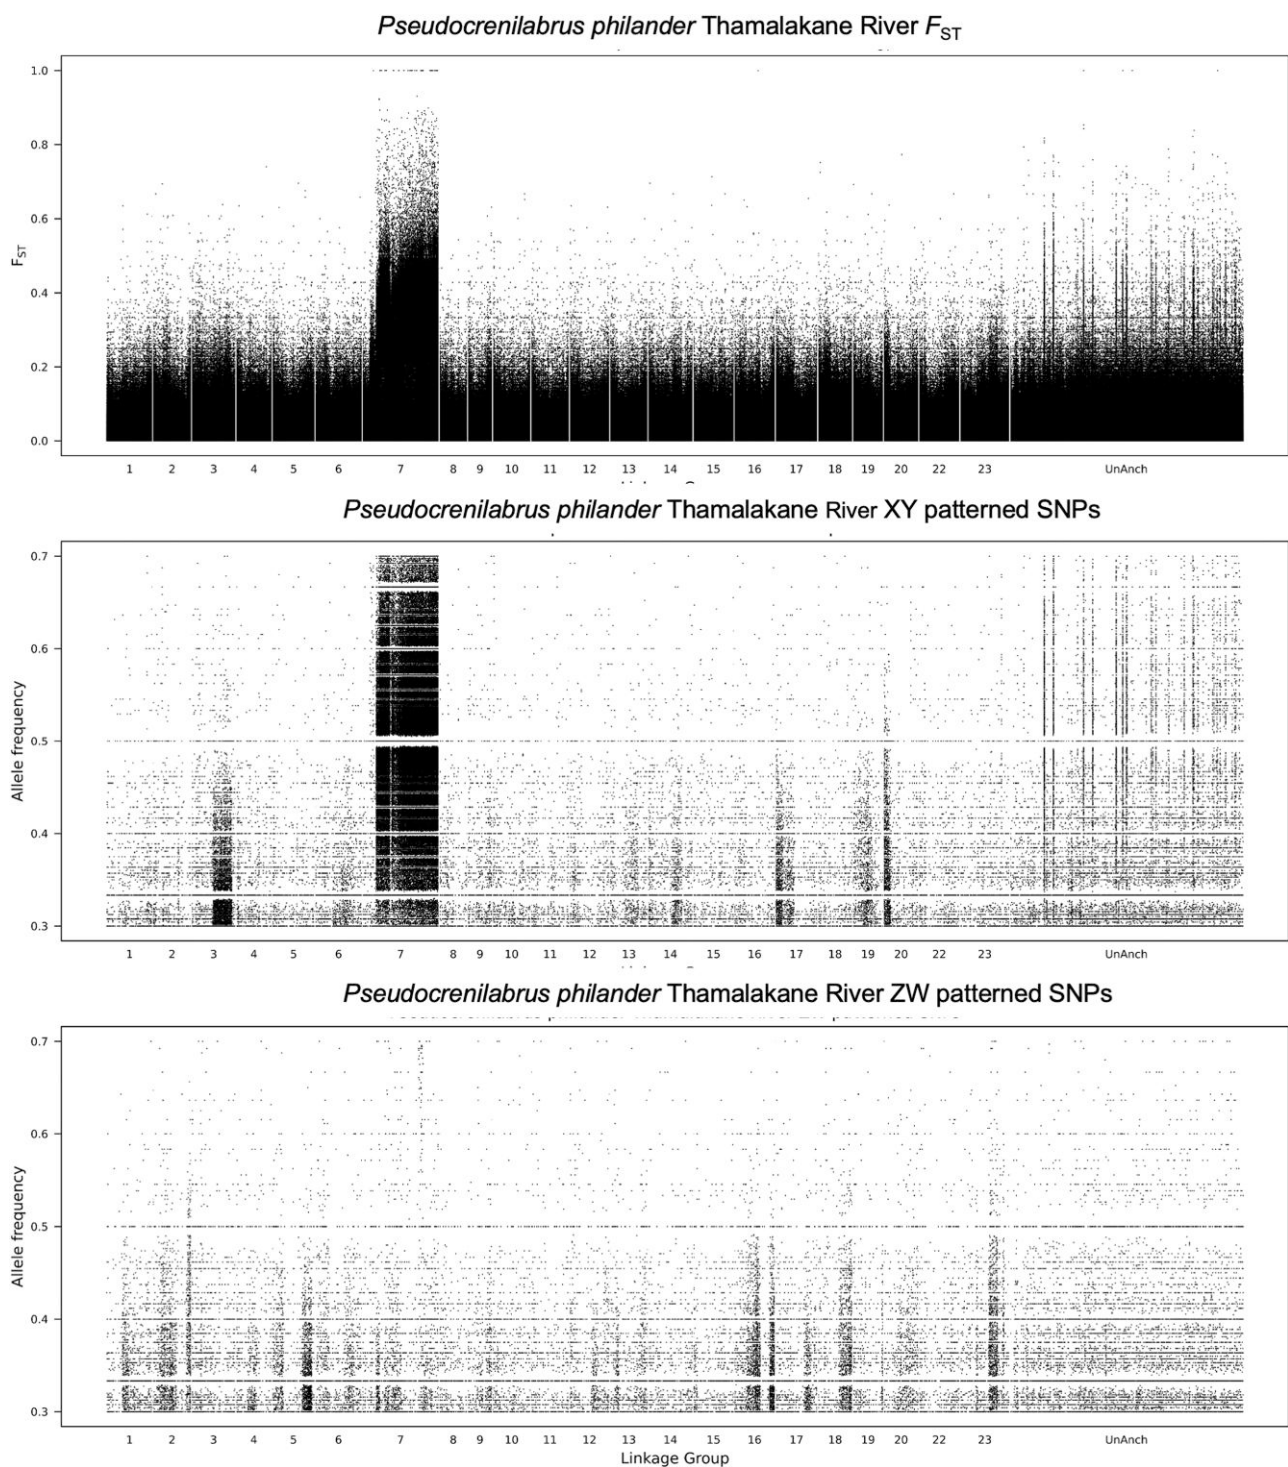 Pseudocrenilabrus philander Thamalakane River FST
1.0
0.8
0.6
0.4
0.2
0.0
FST
1 2 3 4 5 6 7 8 9 10 11 12 13 14 15 16 17 18 19 20 22 23 UnAnch
Pseudocrenilabrus philander Thamalakane River XY patterned SNPs
0.7
0.6
0.5
0.4
0.3
Allele frequency
1 2 3 4 5 6 7 8 9 10 11 12 13 14 15 16 17 18 19 20 22 23 UnAnch
Pseudocrenilabrus philander Thamalakane River ZW patterned SNPs
0.7
0.6
0.5
0.4
0.3
Allele frequency
1 2 3 4 5 6 7 8 9 10 11 12 13 14 15 16 17 18 19 20 22 23 UnAnch
Linkage Group